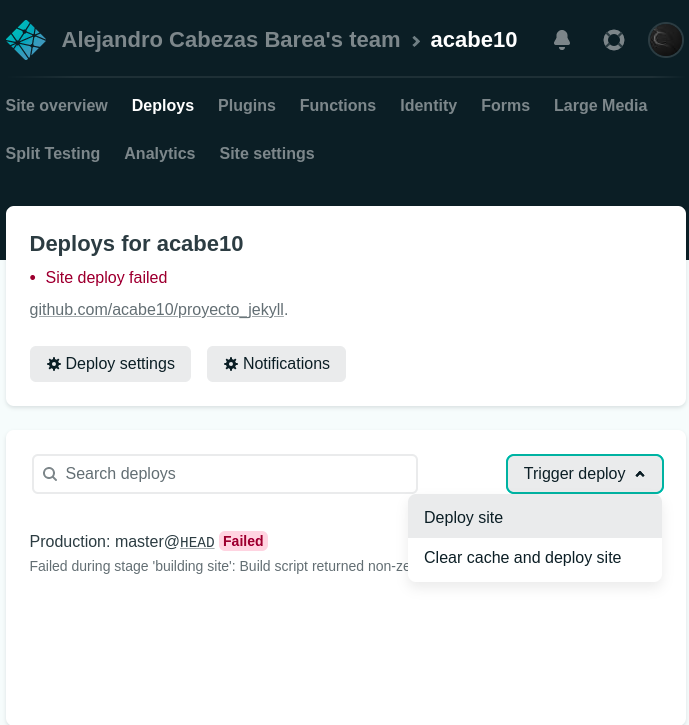 Alejandro Cabezas Barea's team > acabe10
Site overview Deploys Plugins Functions Identity Forms Large Media
Split Testing Analytics Site settings
Deploys for acabe10
• Site deploy failed
github.com/acabe10/proyecto_jekyll.
Deploy settings Notifications
Search deploys Trigger deploy
Deploy site
Production: master@HEAD Failed
Clear cache and deploy site
Failed during stage 'building site': Build script returned non-ze